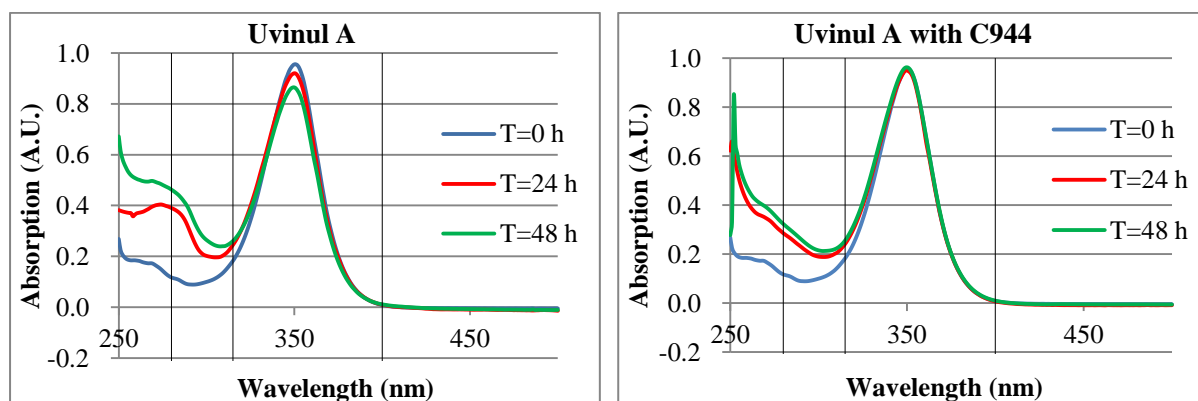 Uvinul A
1.0
0.8
0.6
0.4
0.2
0.0
-0.2
250
350
450
Absorption (A.U.)
Wavelength (nm)
T=0 h
T=24 h
T=48 h
Uvinul A with C944
1.0
0.8
0.6
0.4
0.2
0.0
-0.2
250
350
450
Absorption (A.U.)
Wavelength (nm)
T=0 h
T=24 h
T=48 h